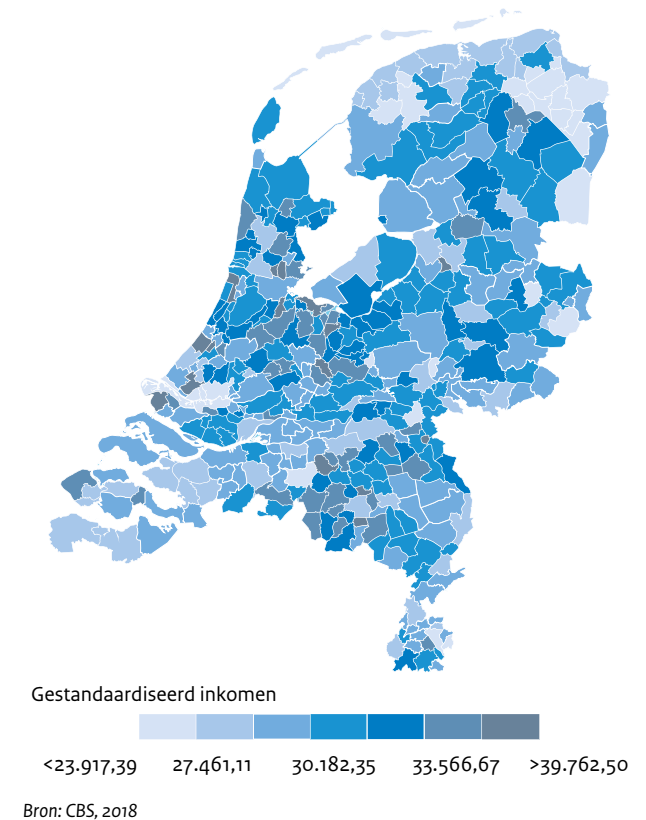 Gestandaardiseerd inkomen
<23.917,39 27.461,11 30.182,35 33.566,67 >39.762,50
Bron: CBS, 2018